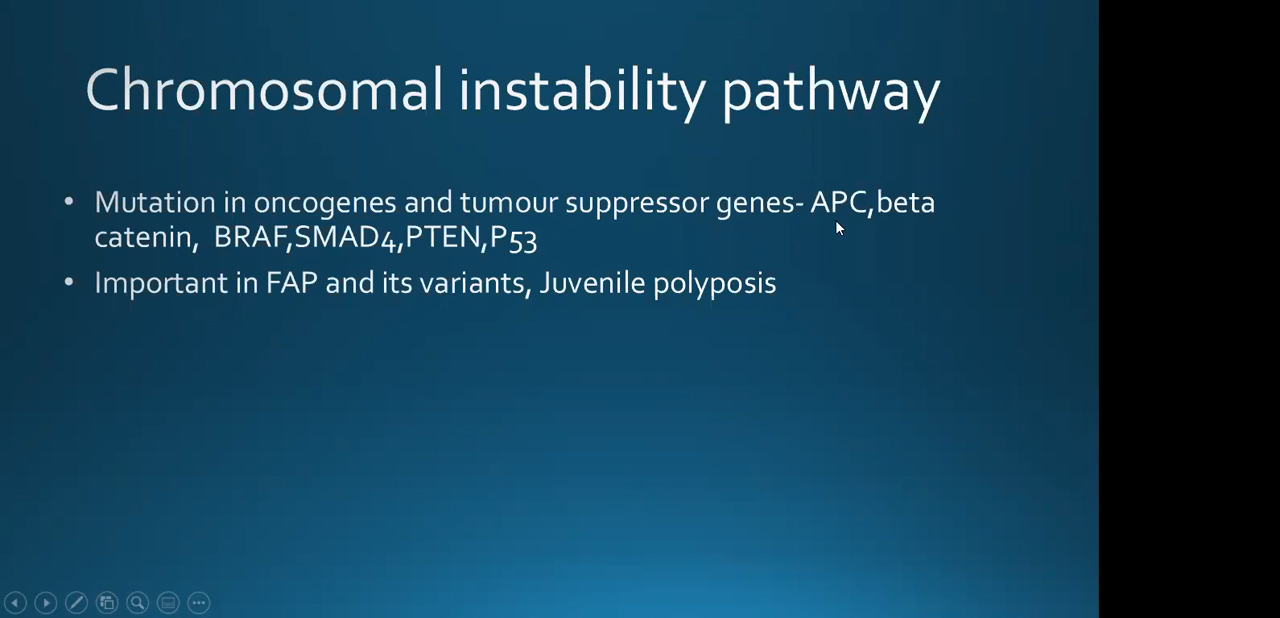 Chromosomal instability pathway
• Mutation in oncogenes and tumour suppressor genes- APC,beta
catenin,  BRAF,SMAD4,PTEN,P53
• Important in FAP and its variants, Juvenile polyposis